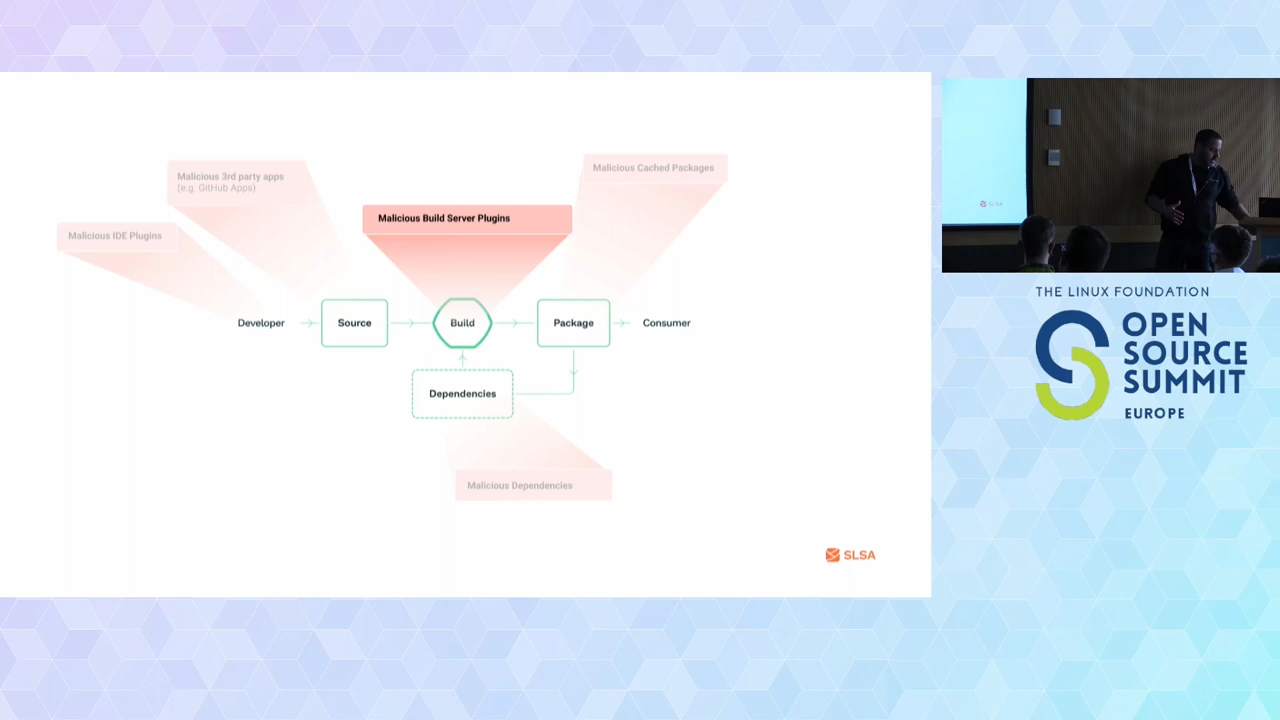 Malicious 3rd party apps
(e.g. GitHub Apps)
Malicious Cached Packages
Malicious Build Server Plugins
Malicious IDE Plugins
Developer
Source
Build
Package
Consumer
Dependencies
Malicious Dependencies
SLSA
SLSA
THE LINUX FOUNDATION
OPEN
SOURCE
SUMMIT
EUROPE